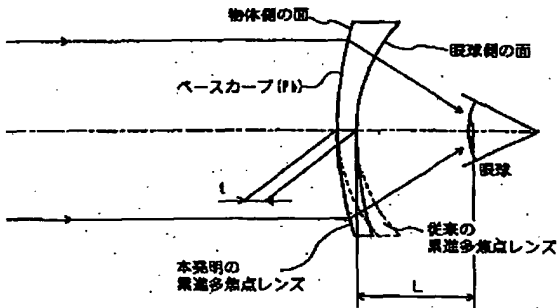 物体側の面
眼球側の面
ベースカーブ(Pb)
眼球
t
従来の
累進多焦点レンズ
本発明の
累進多焦点レンズ
L